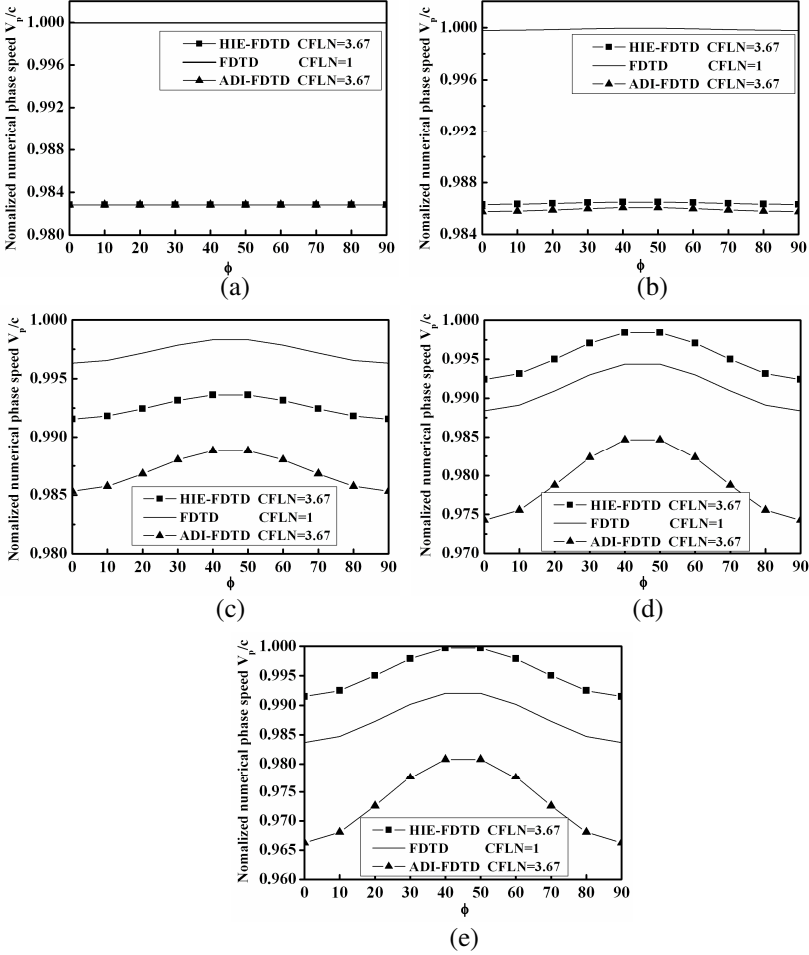 Nomalized numerical phase speed Vp/c
1.000
0.996
0.992
0.988
0.984
0.980
HIE-FDTD CFLN=3.67
FDTD CFLN=1
ADI-FDTD CFLN=3.67
0 10 20 30 40 50 60 70 80 90
ϕ
(a)
Nomalized numerical phase speed Vp/c
1.000
0.996
0.992
0.988
0.984
HIE-FDTD CFLN=3.67
FDTD CFLN=1
ADI-FDTD CFLN=3.67
0 10 20 30 40 50 60 70 80 90
ϕ
(b)
Nomalized numerical phase speed Vp/c
1.000
0.995
0.990
0.985
0.980
HIE-FDTD CFLN=3.67
FDTD CFLN=1
ADI-FDTD CFLN=3.67
0 10 20 30 40 50 60 70 80 90
ϕ
(c)
Nomalized numerical phase speed Vp/c
1.000
0.995
0.990
0.985
0.980
0.975
0.970
HIE-FDTD CFLN=3.67
FDTD CFLN=1
ADI-FDTD CFLN=3.67
0 10 20 30 40 50 60 70 80 90
ϕ
(d)
Nomalized numerical phase speed Vp/c
1.000
0.995
0.990
0.985
0.980
0.975
0.970
0.965
0.960
HIE-FDTD CFLN=3.67
FDTD CFLN=1
ADI-FDTD CFLN=3.67
0 10 20 30 40 50 60 70 80 90
ϕ
(e)